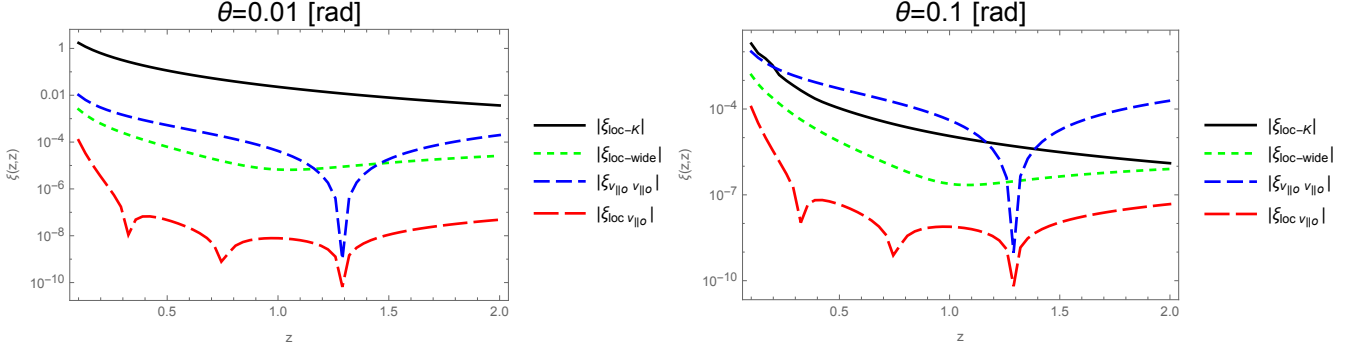 θ=0.01 [rad]
ξ(z,z)
1
0.01
10⁻⁴
10⁻⁶
10⁻⁸
10⁻¹⁰
0.5
1.0
1.5
2.0
z
|ξloc-K|
|ξloc-wide|
|ξv∥o v∥o|
|ξloc v∥o|
θ=0.1 [rad]
ξ(z,z)
10⁻⁴
10⁻⁷
10⁻¹⁰
0.5
1.0
1.5
2.0
z
|ξloc-K|
|ξloc-wide|
|ξv∥o v∥o|
|ξloc v∥o|